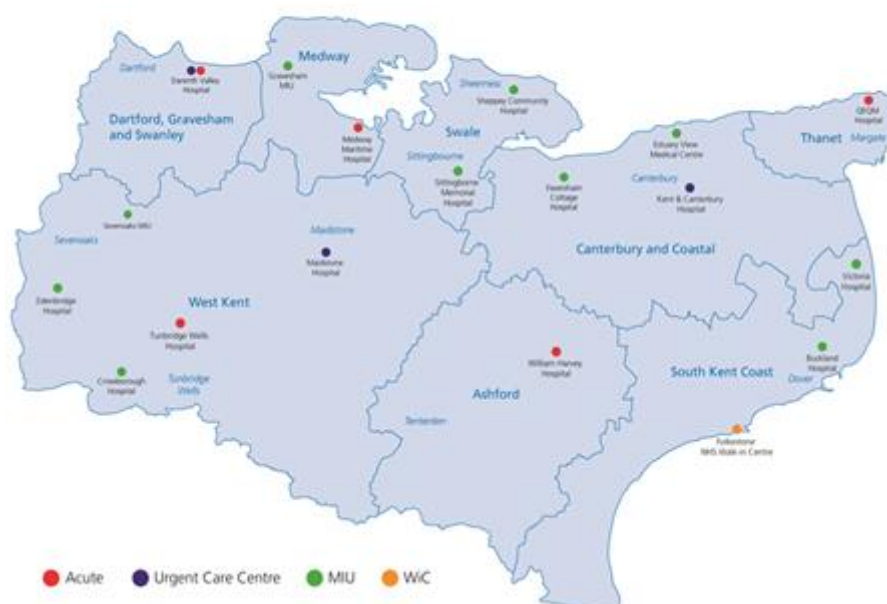 Medway
Dartford
Darenth Valley
Hospital
Gravesham
MIU
Sheerness
Sheppey Community
Hospital
QEQM
Hospital
Dartford, Gravesham
and Swanley
Medway
Maritime
Hospital
Swale
Estuary View
Medical Centre
Thanet
Margate
Sittingbourne
Sittingborne
Memorial
Hospital
Faversham
Cottage
Hospital
Canterbury
Kent & Canterbury
Hospital
Sevenoaks MIU
Sevenoaks
Maidstone
Maidstone
Hospital
Canterbury and Coastal
Victoria
Hospital
Edenbridge
Hospital
West Kent
Tunbridge Wells
Hospital
William Harvey
Hospital
Buckland
Hospital
Crowborough
Hospital
Tunbridge
Wells
South Kent Coast
Dover
Ashford
Tenterden
Folkestone
NHS Walk-in Centre
Acute
Urgent Care Centre
MIU
WiC